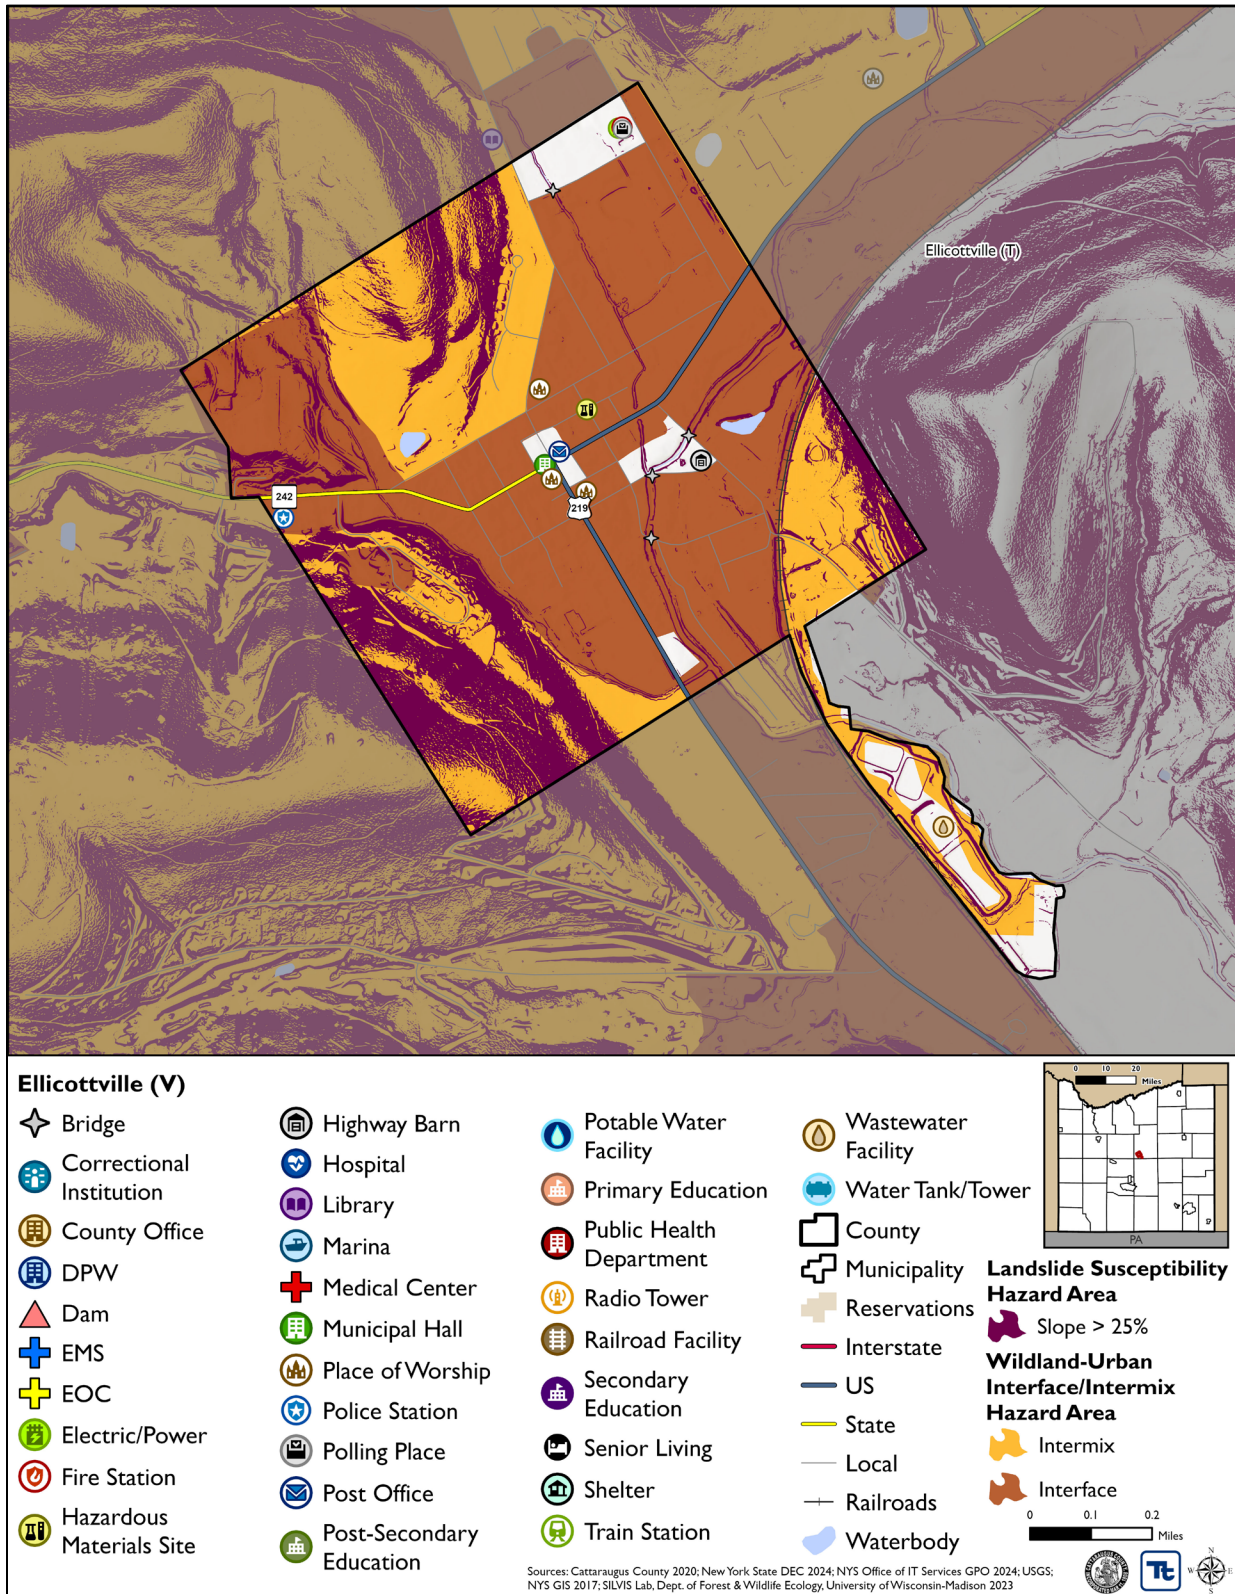 Ellicottville (T)
242
219
Ellicottville (V)
Bridge
Correctional
Institution
County Office
DPW
Dam
EMS
EOC
Electric/Power
Fire Station
Hazardous
Materials Site
Highway Barn
Hospital
Library
Marina
Medical Center
Municipal Hall
Place of Worship
Police Station
Polling Place
Post Office
Post-Secondary
Education
Potable Water
Facility
Primary Education
Public Health
Department
Radio Tower
Railroad Facility
Secondary
Education
Senior Living
Shelter
Train Station
Wastewater
Facility
Water Tank/Tower
County
Municipality
Reservations
Interstate
US
State
Local
Railroads
Waterbody
0 10 20
Miles
PA
Landslide Susceptibility
Hazard Area
Slope > 25%
Wildland-Urban
Interface/Intermix
Hazard Area
Intermix
Interface
0 0.1 0.2
Miles
N
W E
S
Tt
Sources: Cattaraugus County 2020; New York State DEC 2024; NYS Office of IT Services GPO 2024; USGS;
NYS GIS 2017; SILVIS Lab, Dept. of Forest & Wildlife Ecology, University of Wisconsin-Madison 2023